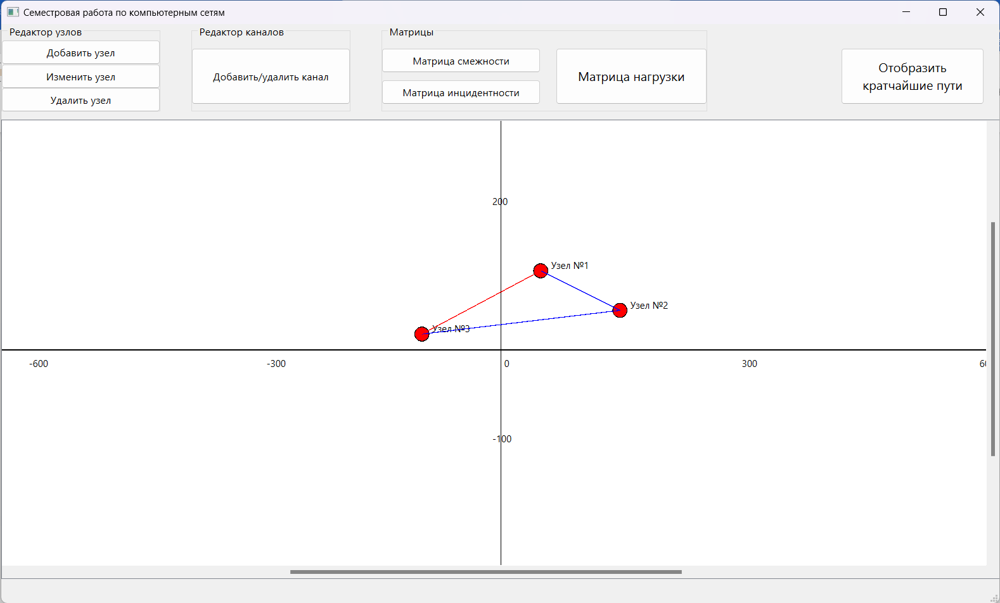 Семестровая работа по компьютерным сетям
Редактор узлов
Добавить узел
Изменить узел
Удалить узел
Редактор каналов
Добавить/удалить канал
Матрицы
Матрица смежности
Матрица инцидентности
Матрица нагрузки
Отобразить
кратчайшие пути
200
Узел №1
Узел №2
Узел №3
-600
-300
0
300
-100